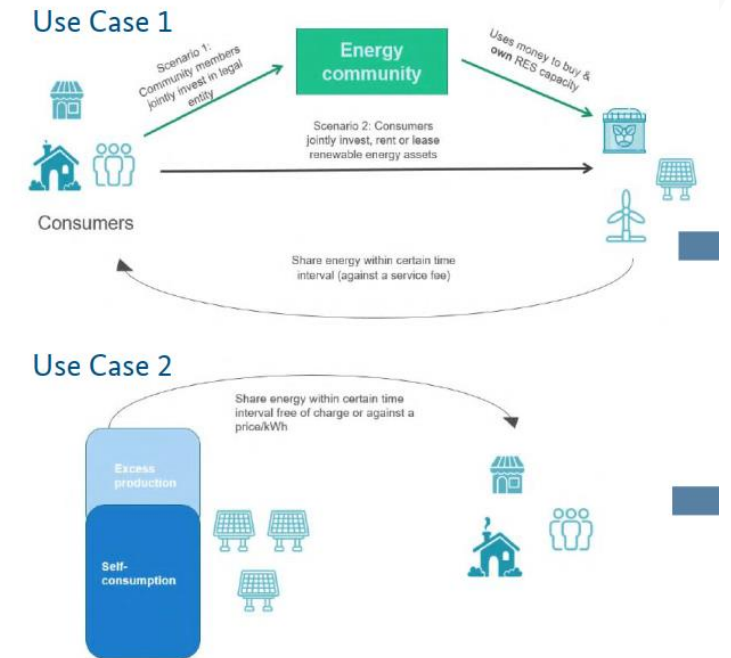 Use Case 1
Scenario 1:
Community members
jointly invest in legal
entity
Energy
community
Uses money to buy &
own RES capacity
Scenario 2: Consumers
jointly invest, rent or lease
renewable energy assets
Consumers
Share energy within certain time
interval (against a service fee)
Use Case 2
Share energy within certain time
interval free of charge or against a
price/kWh
Excess
production
Self-
consumption